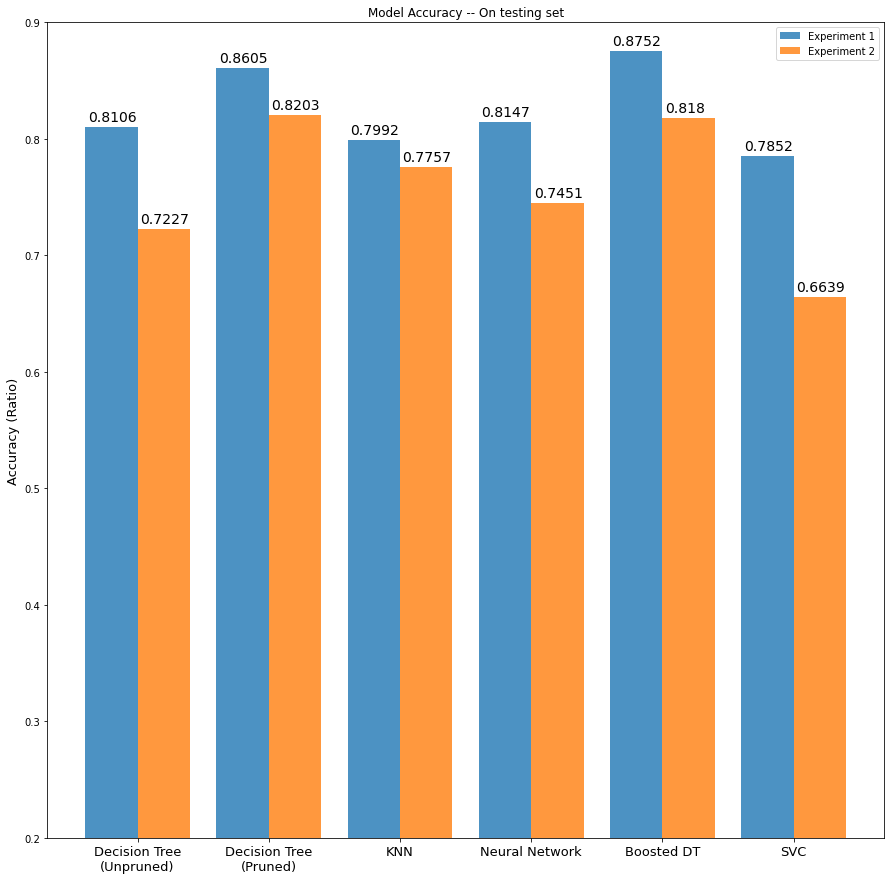 Model Accuracy -- On testing set
Experiment 1
Experiment 2
Accuracy (Ratio)
0.9
0.8
0.7
0.6
0.5
0.4
0.3
0.2
0.8106
0.7227
0.8605
0.8203
0.7992
0.7757
0.8147
0.7451
0.8752
0.818
0.7852
0.6639
Decision Tree
(Unpruned)
Decision Tree
(Pruned)
KNN
Neural Network
Boosted DT
SVC